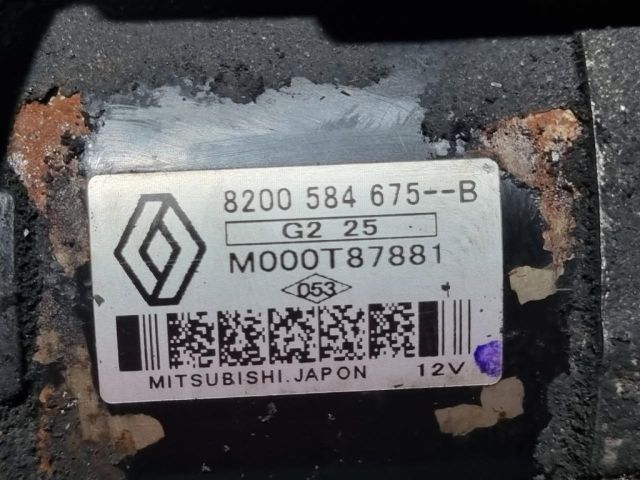 8200 584 675--B
G2 25
M000T87881
053
MITSUBISHI.JAPON 12V